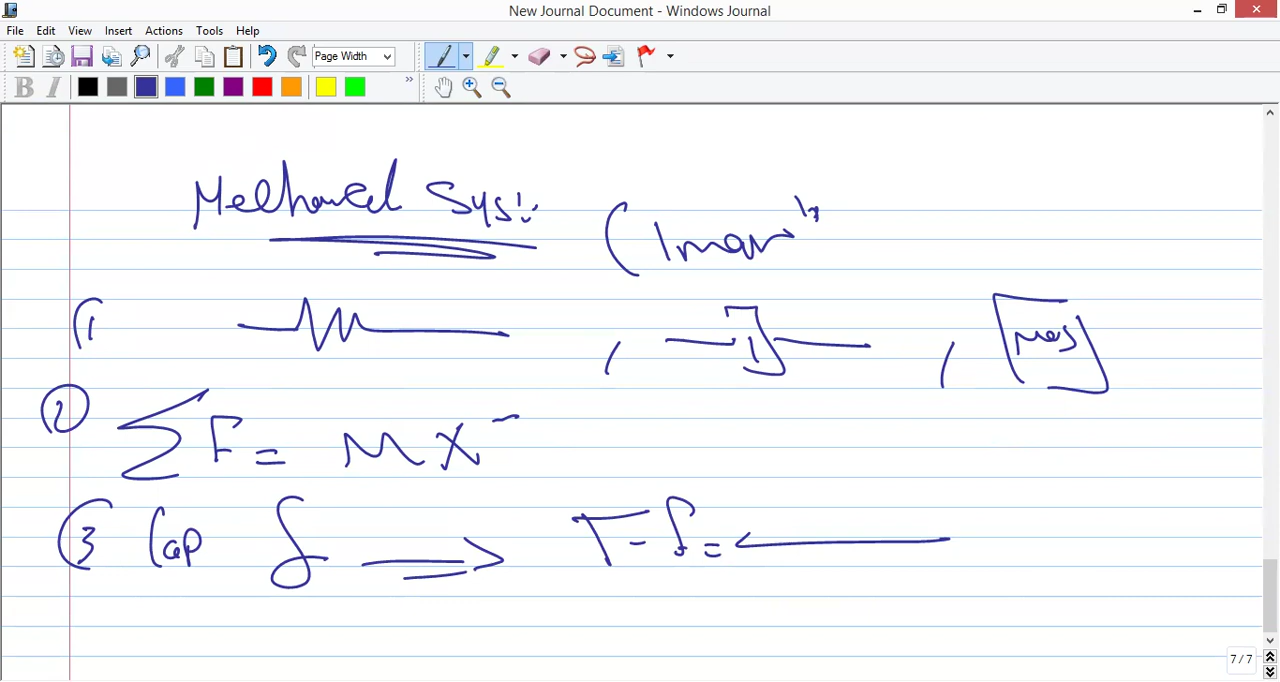 New Journal Document - Windows Journal
File Edit View Insert Actions Tools Help
Page Width
B I
Mechanical Sys:
(1 , , Mas
② ΣF = M X
(3 Lap T-f =
7/7